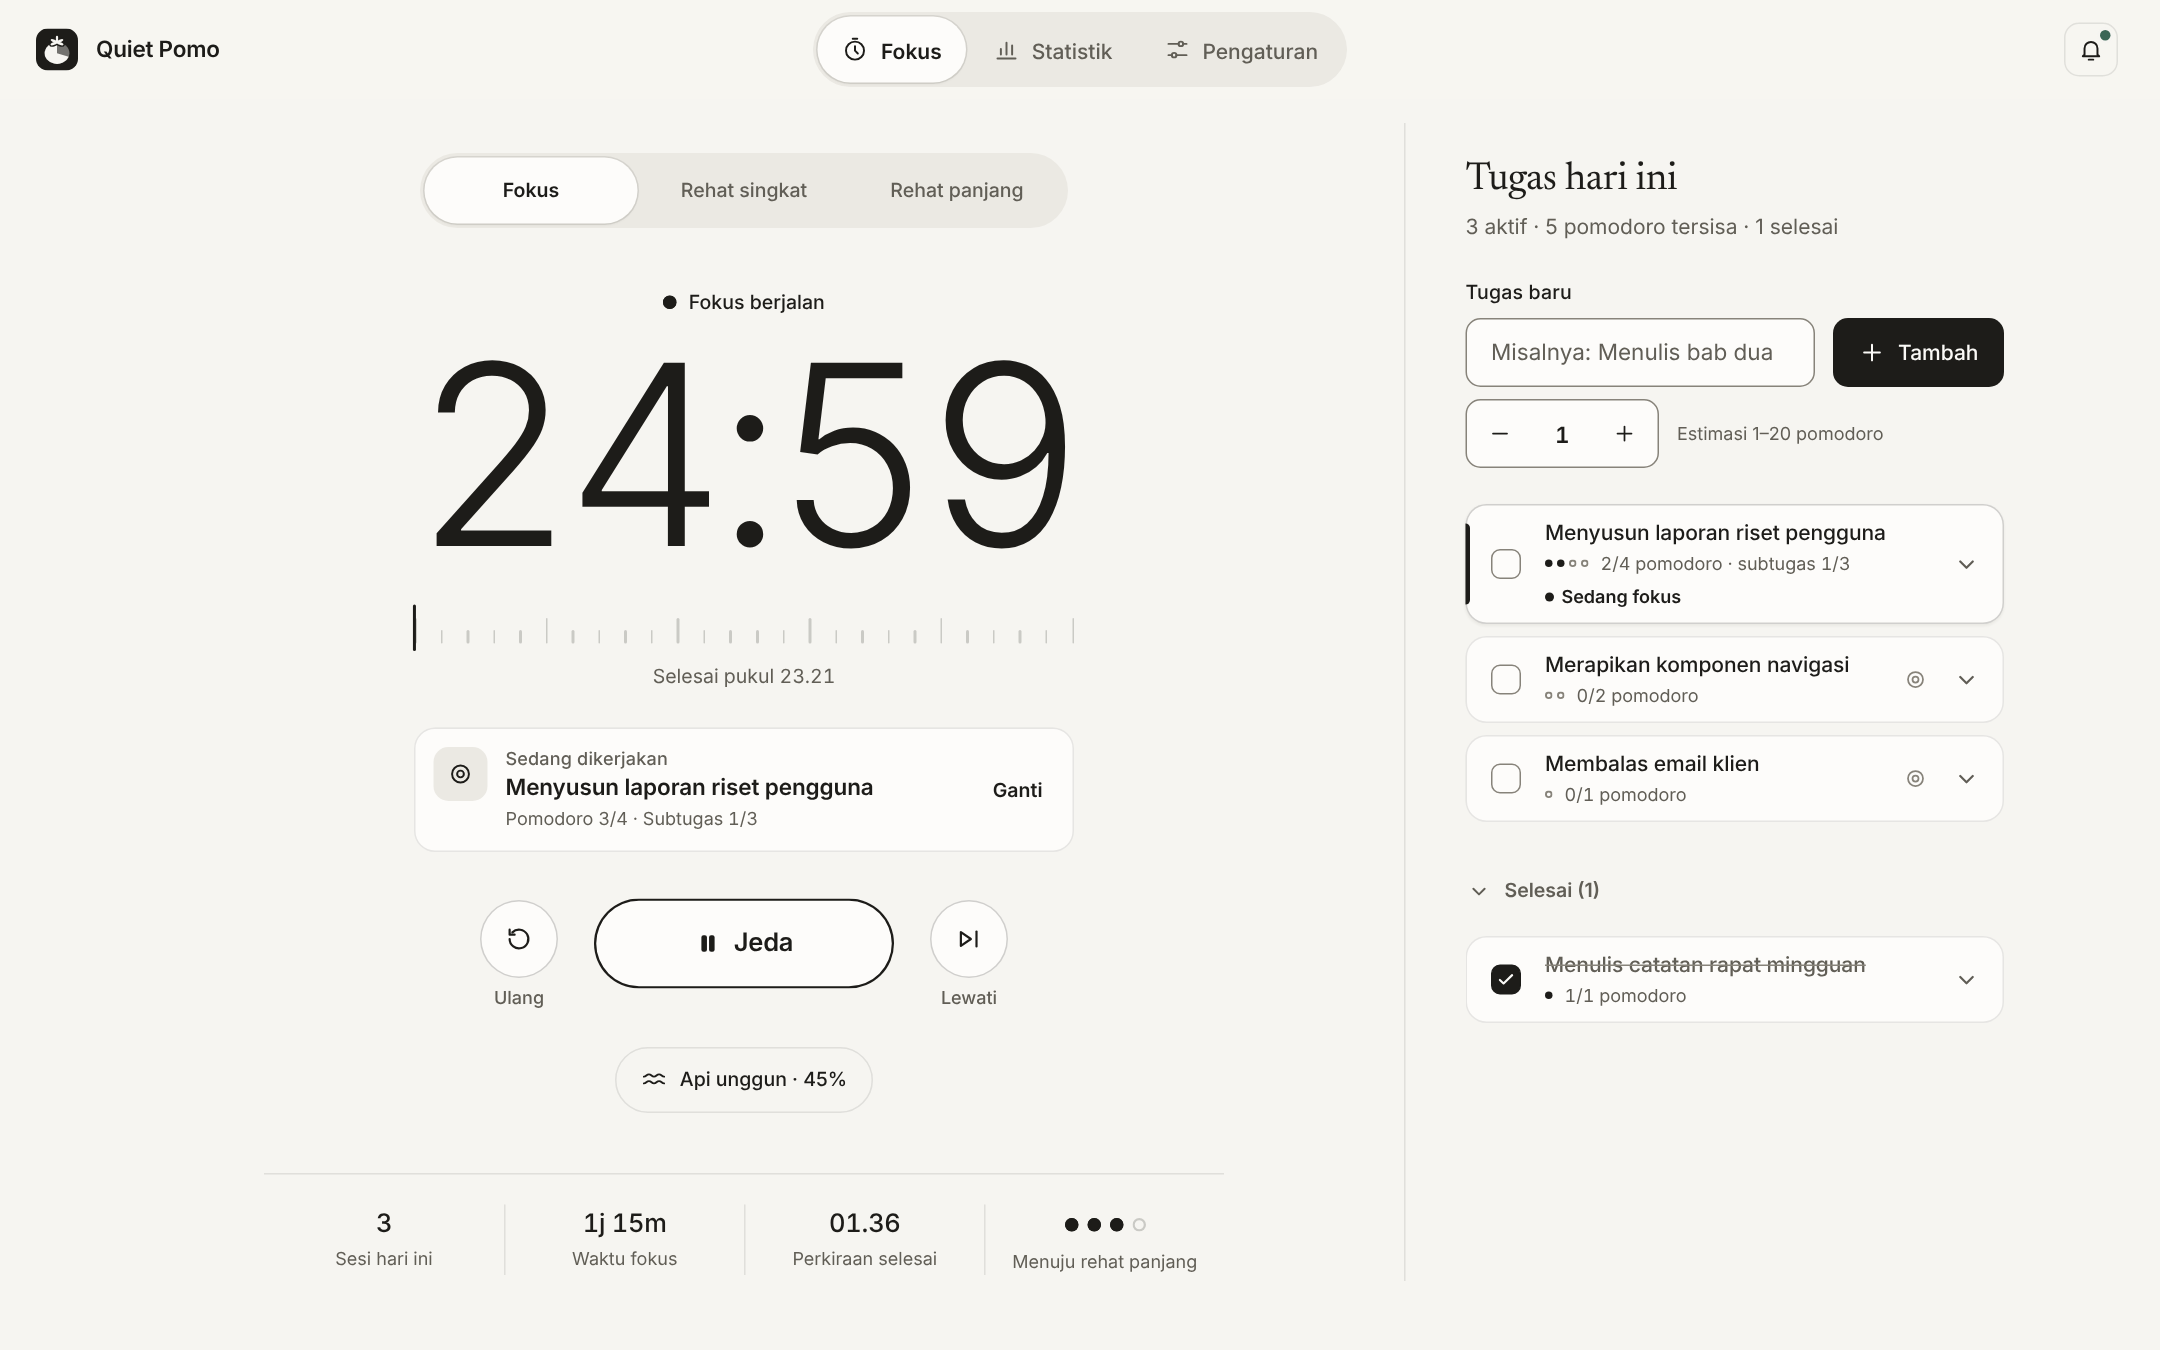 Quiet Pomo
Fokus
Statistik
Pengaturan
Fokus
Rehat singkat
Rehat panjang
Fokus berjalan
24:59
Selesai pukul 23.21
Sedang dikerjakan
Menyusun laporan riset pengguna
Pomodoro 3/4 · Subtugas 1/3
Ganti
Jeda
Ulang
Lewati
Api unggun · 45%
3
Sesi hari ini
1j 15m
Waktu fokus
01.36
Perkiraan selesai
Menuju rehat panjang
Tugas hari ini
3 aktif · 5 pomodoro tersisa · 1 selesai
Tugas baru
Misalnya: Menulis bab dua
Tambah
1
Estimasi 1–20 pomodoro
Menyusun laporan riset pengguna
2/4 pomodoro · subtugas 1/3
Sedang fokus
Merapikan komponen navigasi
0/2 pomodoro
Membalas email klien
0/1 pomodoro
Selesai (1)
Menulis catatan rapat mingguan
1/1 pomodoro